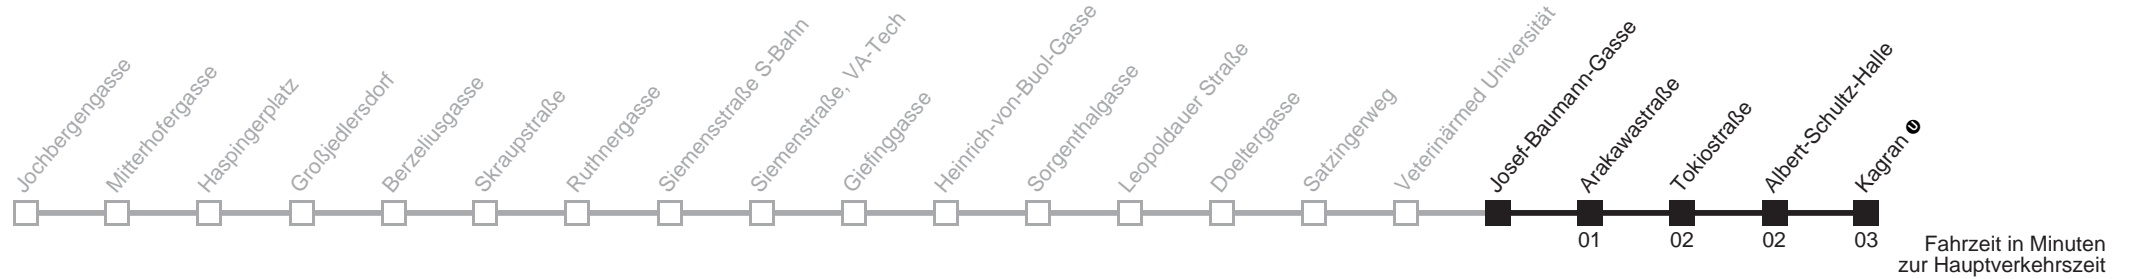 Jochbergengasse
Mitterhofergasse
Haspingerplatz
Großjedlersdorf
Berzeliusgasse
Skraupstraße
Ruthnergasse
Siemensstraße S-Bahn
Siemenstraße, VA-Tech
Giefinggasse
Heinrich-von-Buol-Gasse
Sorgenthalgasse
Leopoldauer Straße
Doeltergasse
Satzingerweg
Veterinärmed Universität
Josef-Baumann-Gasse
Arakawastraße
Tokiostraße
Albert-Schultz-Halle
Kagran U
01 02 02 03
Fahrzeit in Minuten
zur Hauptverkehrszeit